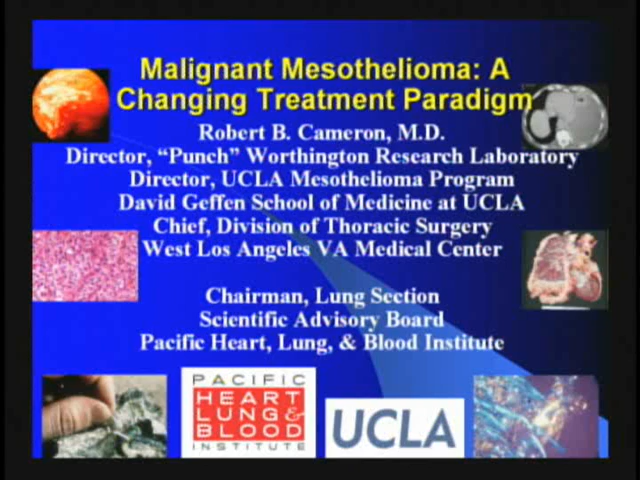 Malignant Mesothelioma: A
Changing Treatment Paradigm
Robert B. Cameron, M.D.
Director, “Punch” Worthington Research Laboratory
Director, UCLA Mesothelioma Program
David Geffen School of Medicine at UCLA
Chief, Division of Thoracic Surgery
West Los Angeles VA Medical Center
Chairman, Lung Section
Scientific Advisory Board
Pacific Heart, Lung, & Blood Institute
PACIFIC
HEART
LUNG&
BLOOD
INSTITUTE
UCLA